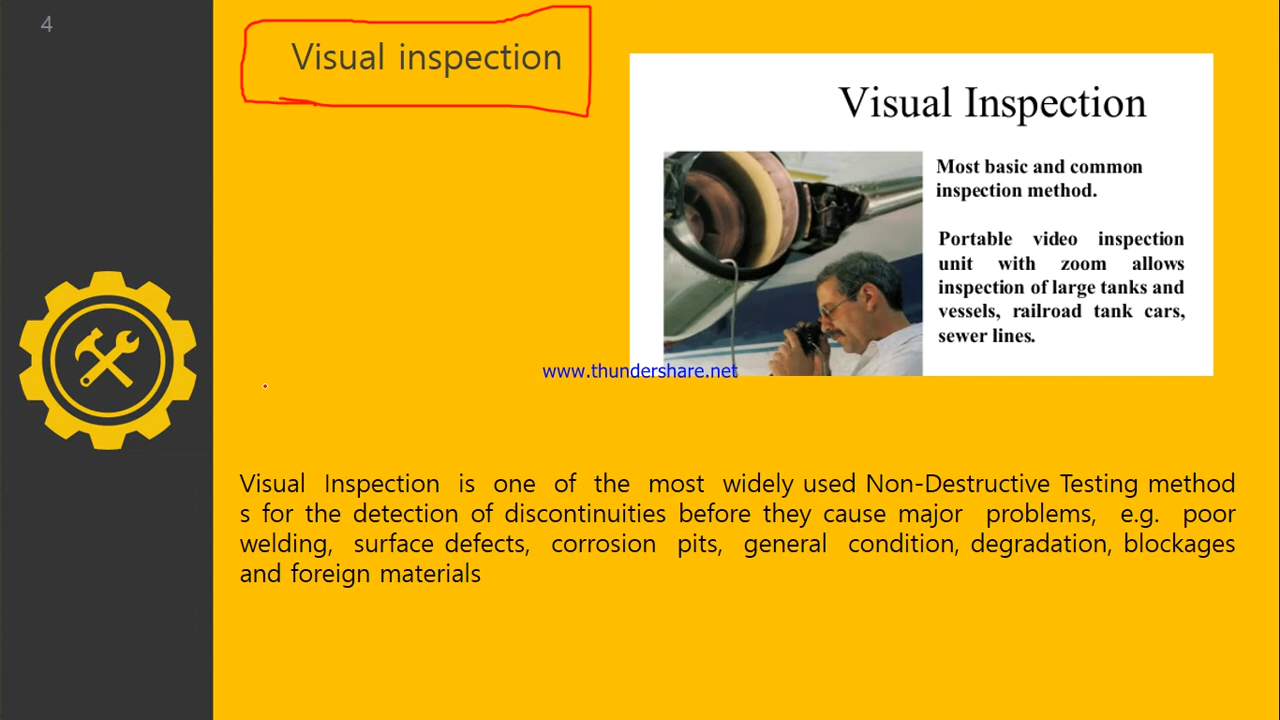 4
Visual inspection
Visual Inspection
Most basic and common
inspection method.
Portable video inspection
unit with zoom allows
inspection of large tanks and
vessels, railroad tank cars,
sewer lines.
www.thundershare.net
Visual Inspection is one of the most widely used Non-Destructive Testing method
s for the detection of discontinuities before they cause major problems, e.g. poor
welding, surface defects, corrosion pits, general condition, degradation, blockages
and foreign materials